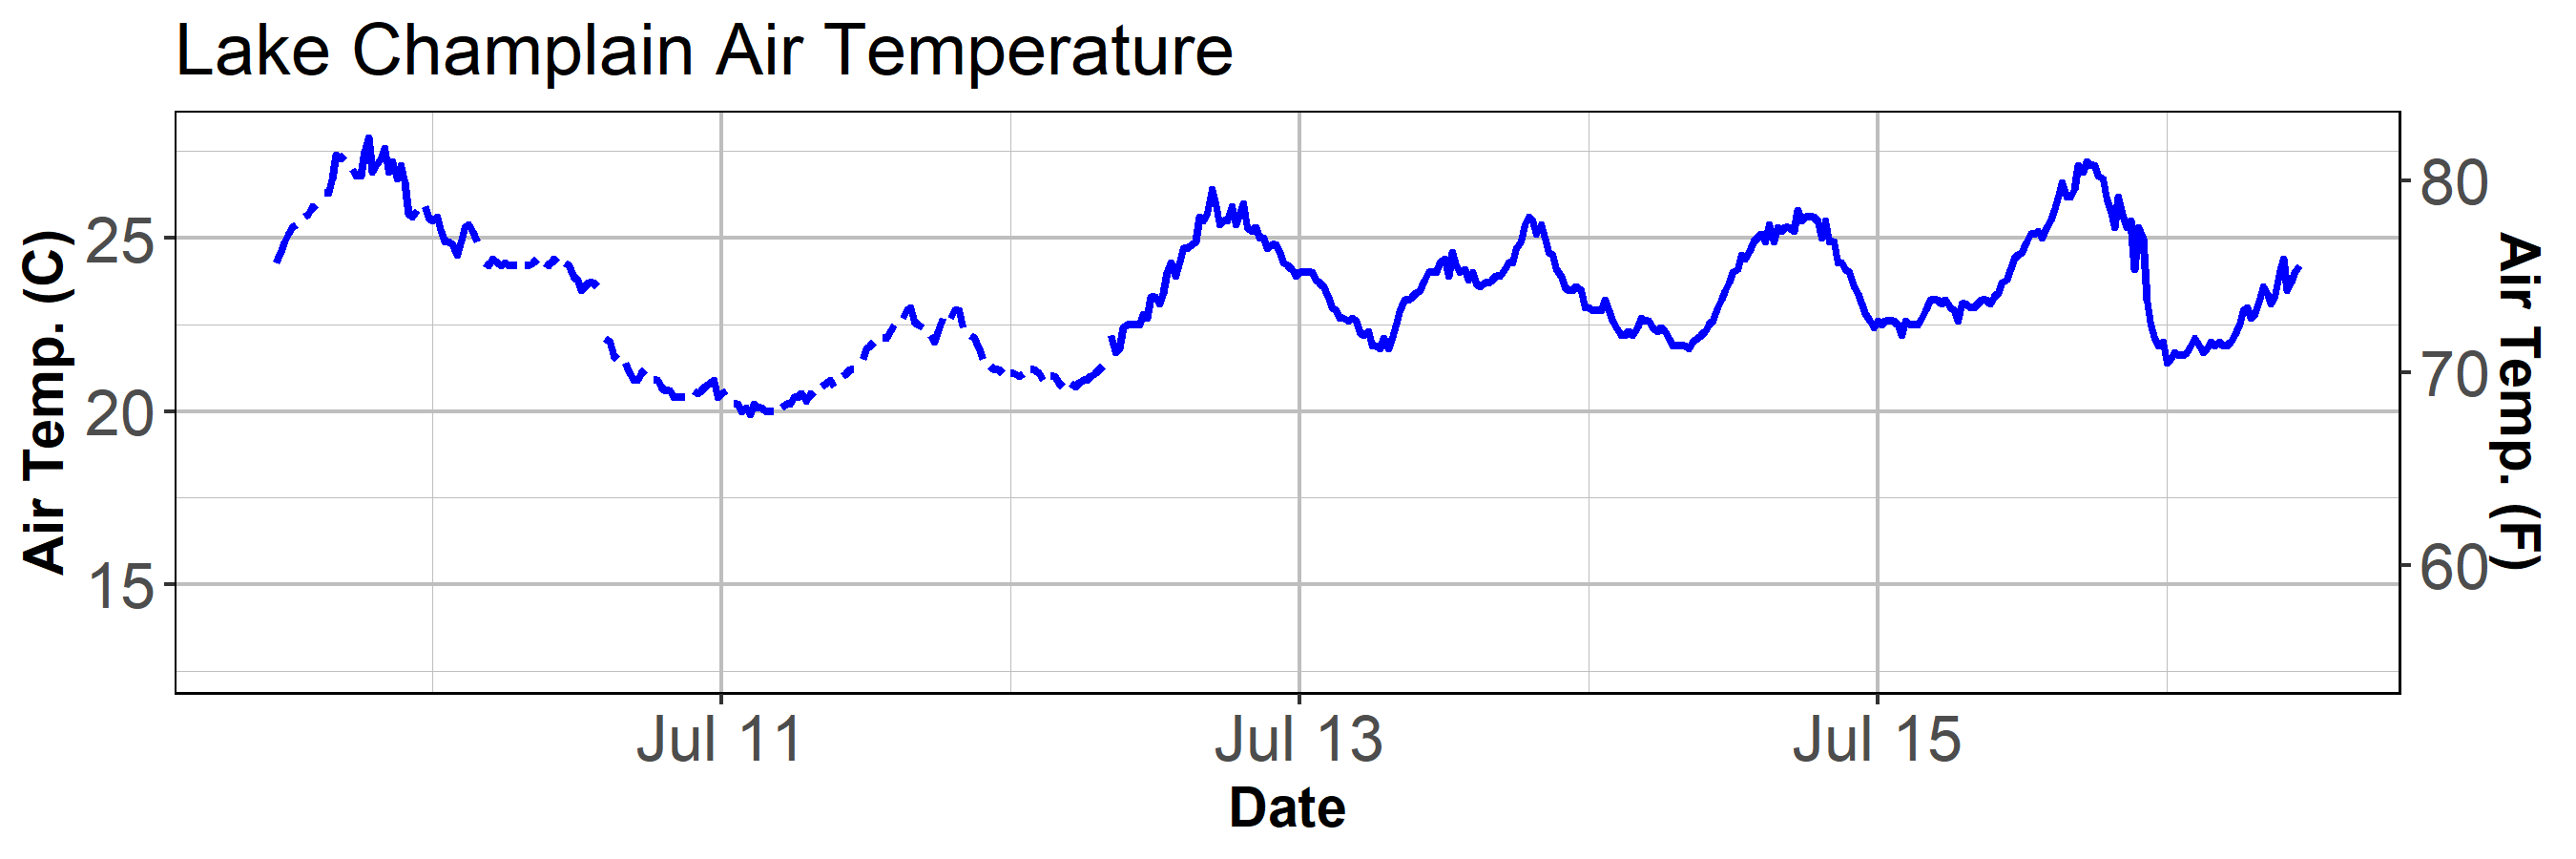 Lake Champlain Air Temperature
Air Temp. (C)
25
20
15
80
70
60
Air Temp. (F)
Jul 11
Jul 13
Jul 15
Date